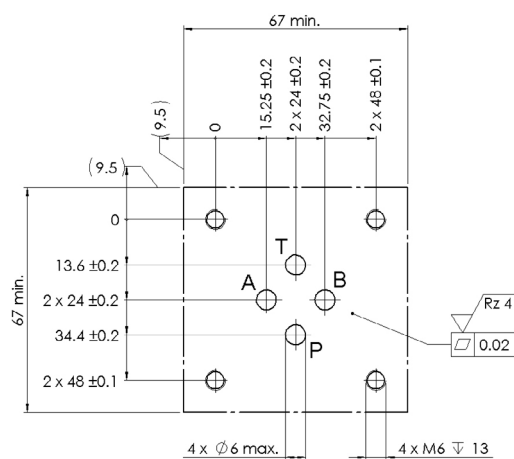 67 min.
(9.5)
0
15.25 ±0.2
2 x 24 ±0.2
32.75 ±0.2
2 x 48 ±0.1
(9.5)
0
13.6 ±0.2
2 x 24 ±0.2
34.4 ±0.2
2 x 48 ±0.1
67 min.
T
A
B
P
Rz 4
⏥ 0.02
4 x ∅6 max.
4 x M6 ↧ 13